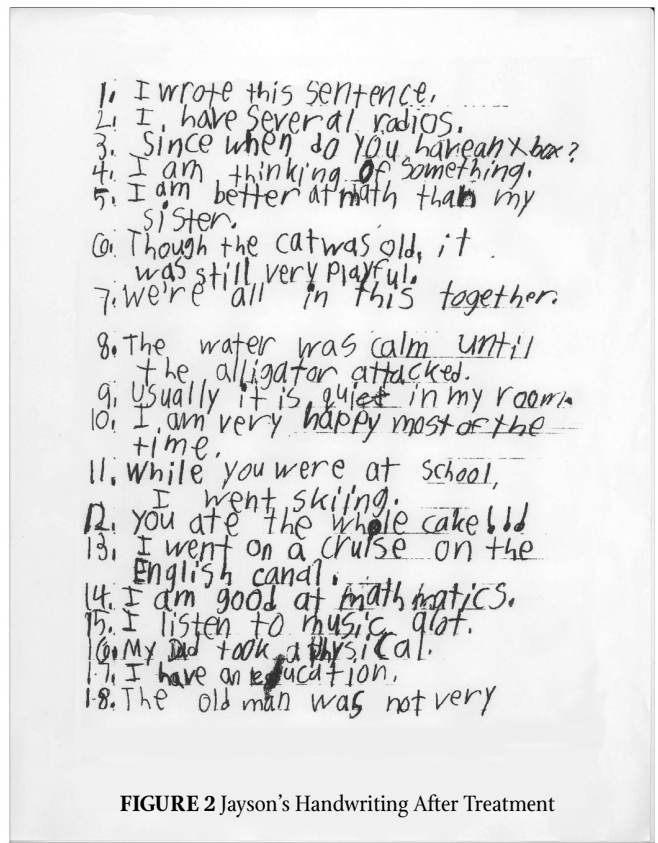 1. I wrote this sentence.
2. I have several radios.
3. Since when do you have an X box?
4. I am thinking of something.
5. I am better at math than my
sister.
6. Though the cat was old, it
was still very playful.
7. We're all in this together.
8. The water was calm until
the alligator attacked.
9. Usually it is quiet in my room.
10. I am very happy most of the
time.
11. While you were at school,
I went skiing.
12. you ate the whole cake!!!
13. I went on a cruise on the
English canal.
14. I am good at mathmatics.
15. I listen to music alot.
16. My Dad took a physical.
17. I have an education.
18. The old man was not very
FIGURE 2 Jayson's Handwriting After Treatment